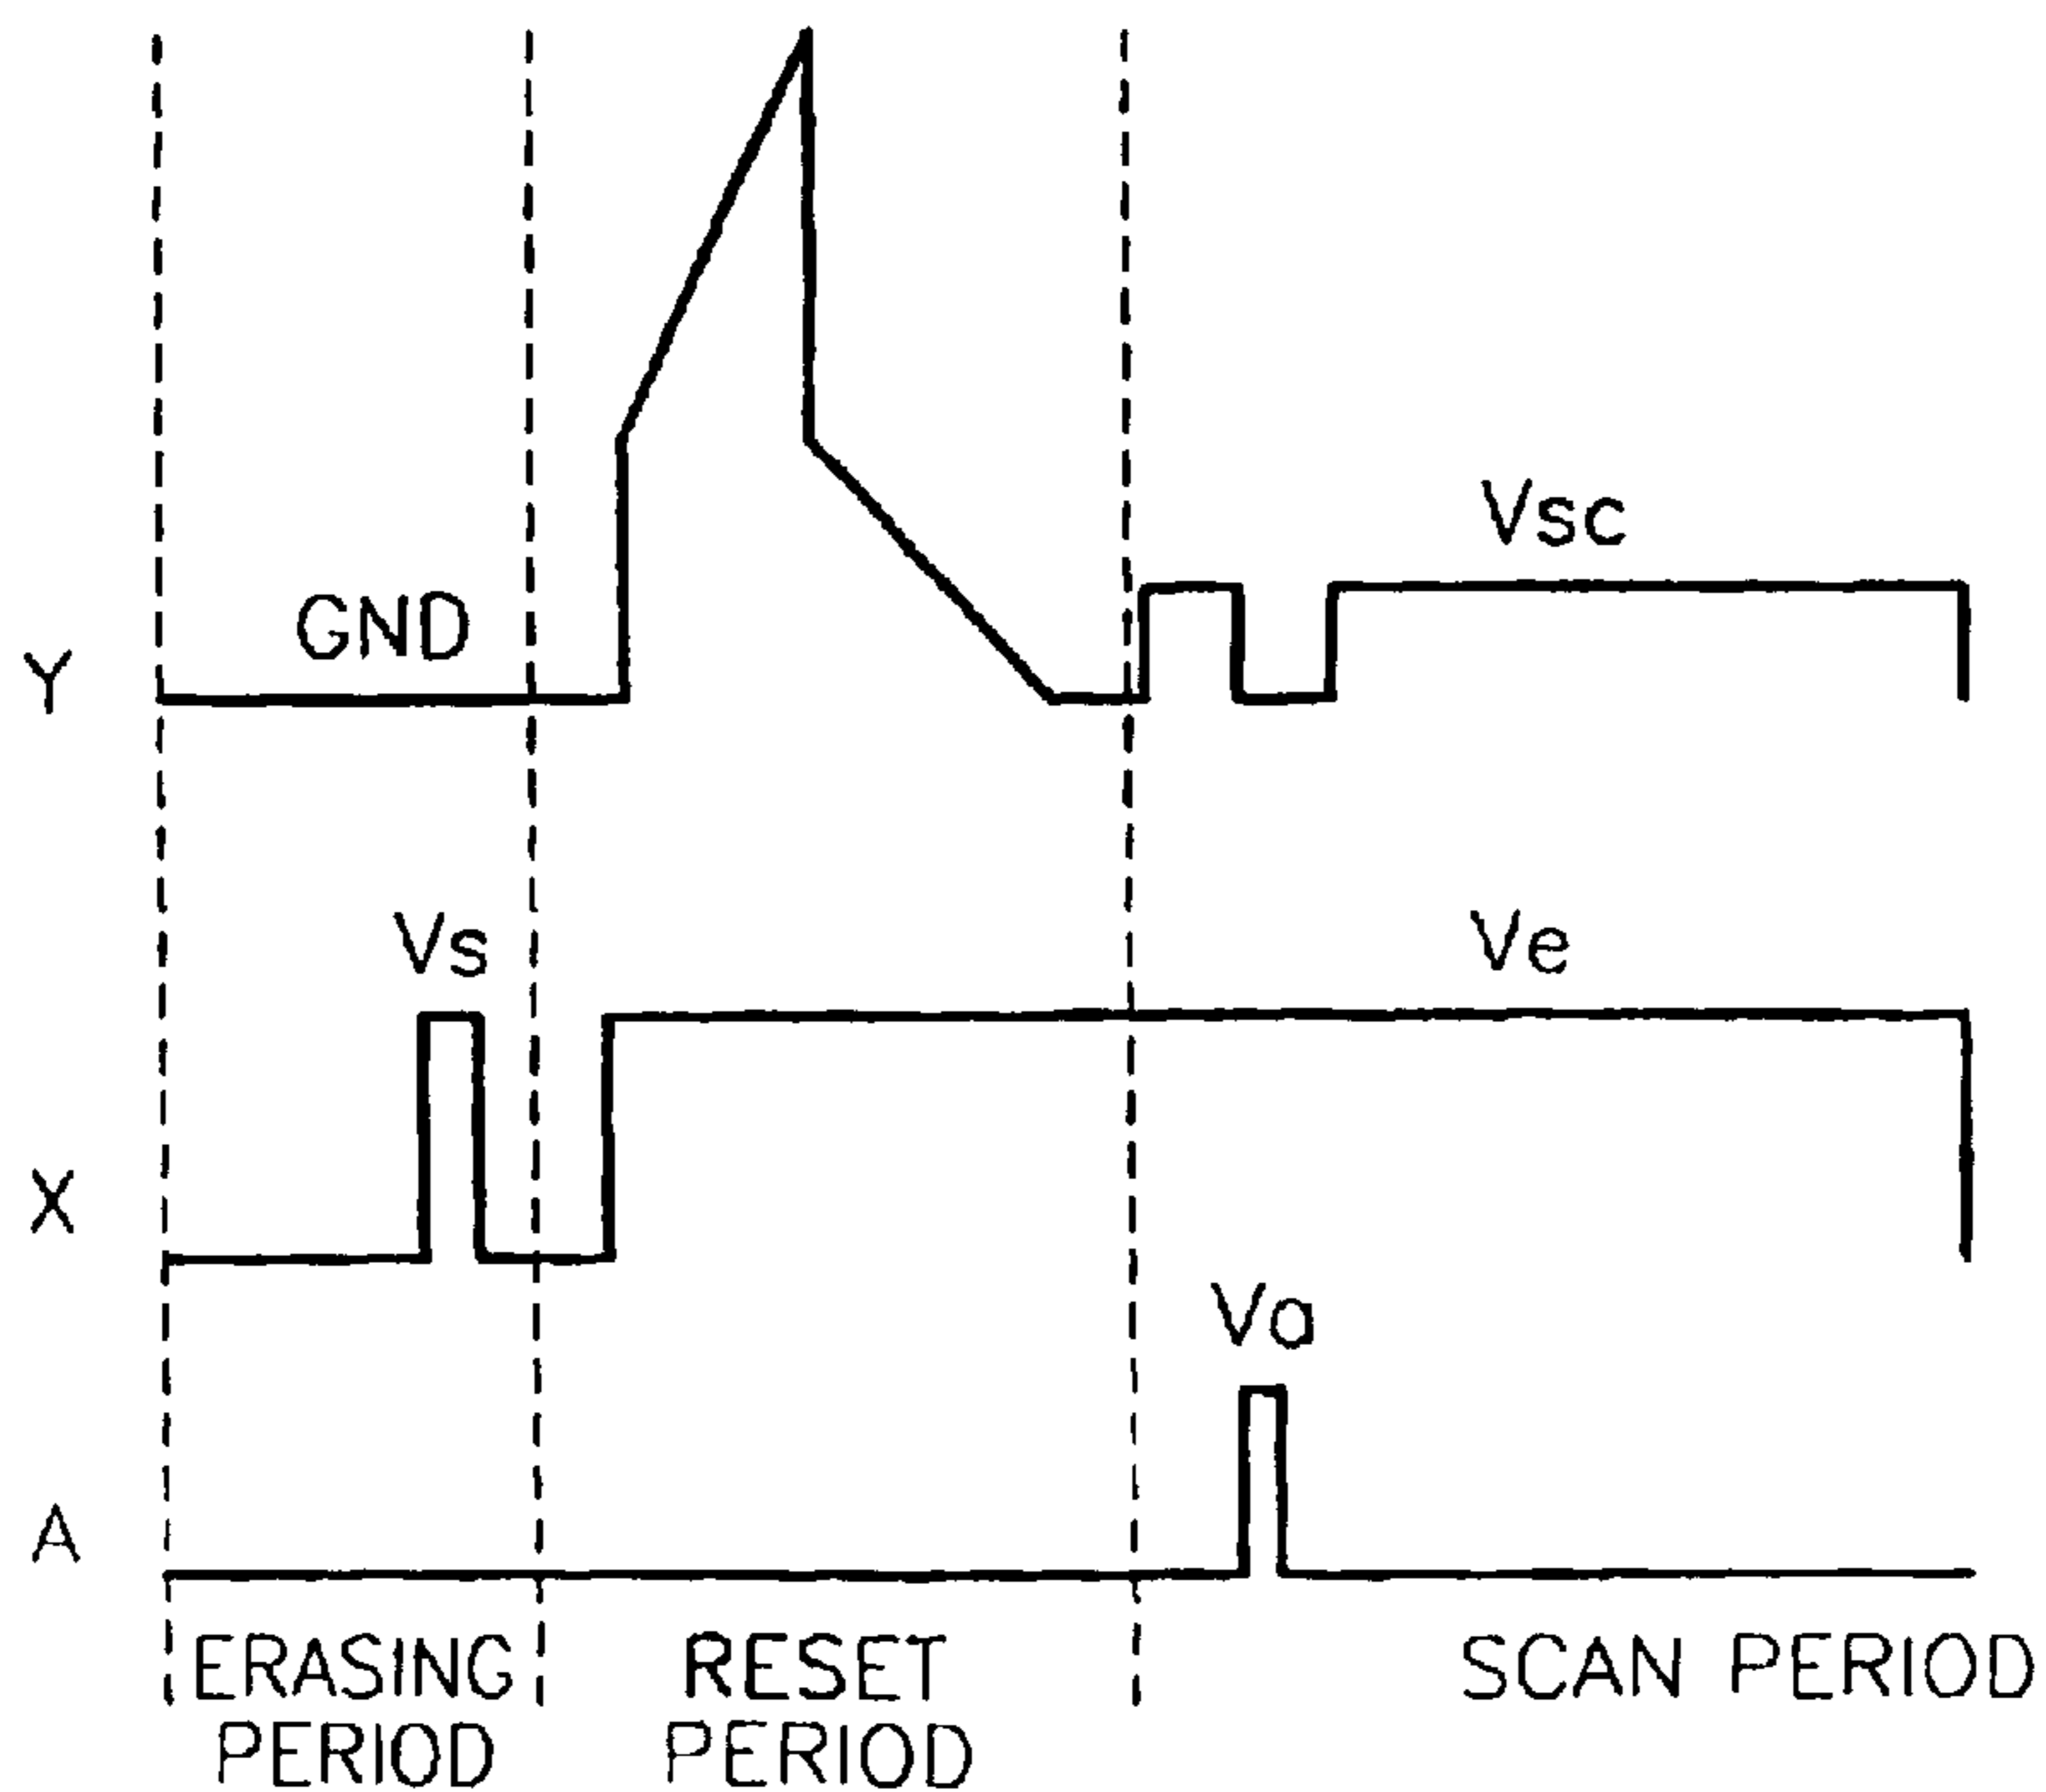 Vsc
GND
Y
Vs
Ve
X
Va
A
ERASING PERIOD
RESET PERIOD
SCAN PERIOD